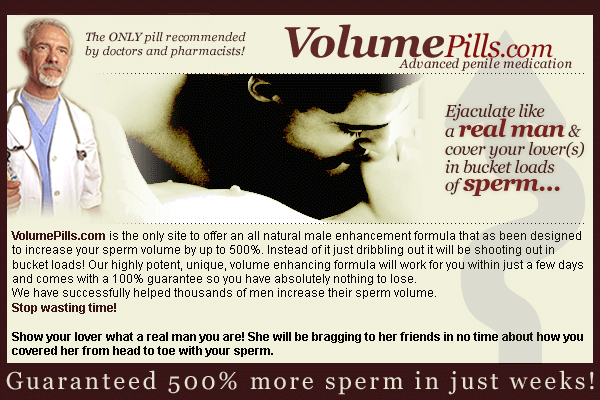 The ONLY pill recommended
by doctors and pharmacists!
VolumePills.com
Advanced penile medication
Ejaculate like
a real man &
cover your lover(s)
in bucket loads
of sperm...
VolumePills.com is the only site to offer an all natural male enhancement formula that as been designed
to increase your sperm volume by up to 500%. Instead of it just dribbling out it will be shooting out in
bucket loads! Our highly potent, unique, volume enhancing formula will work for you within just a few days
and comes with a 100% guarantee so you have absolutely nothing to lose.
We have successfully helped thousands of men increase their sperm volume.
Stop wasting time!
Show your lover what a real man you are! She will be bragging to her friends in no time about how you
covered her from head to toe with your sperm.
Guaranteed 500% more sperm in just weeks!